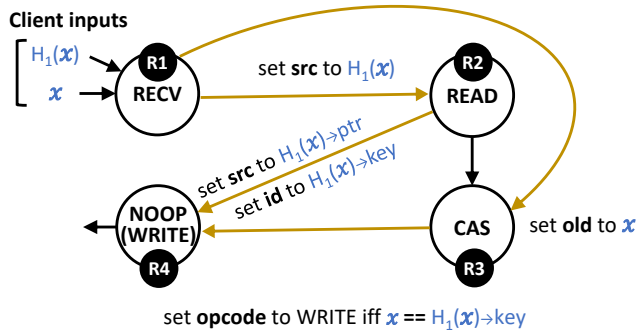 Client inputs
H₁(x)
x
R1
RECV
set src to H₁(x)
R2
READ
set src to H₁(x)→ptr
set id to H₁(x)→key
NOOP
(WRITE)
R4
CAS
R3
set old to x
set opcode to WRITE iff x == H₁(x)→key